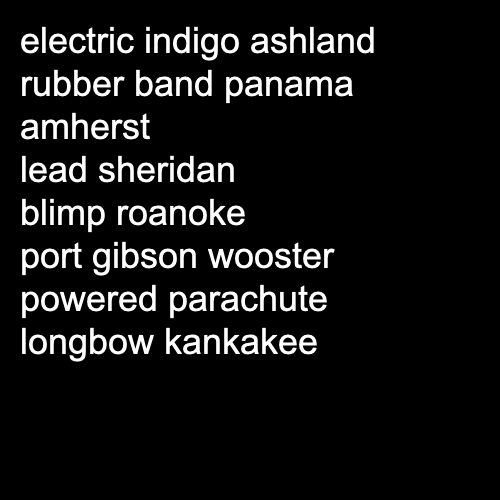 electric indigo ashland
rubber band panama
amherst
lead sheridan
blimp roanoke
port gibson wooster
powered parachute
longbow kankakee